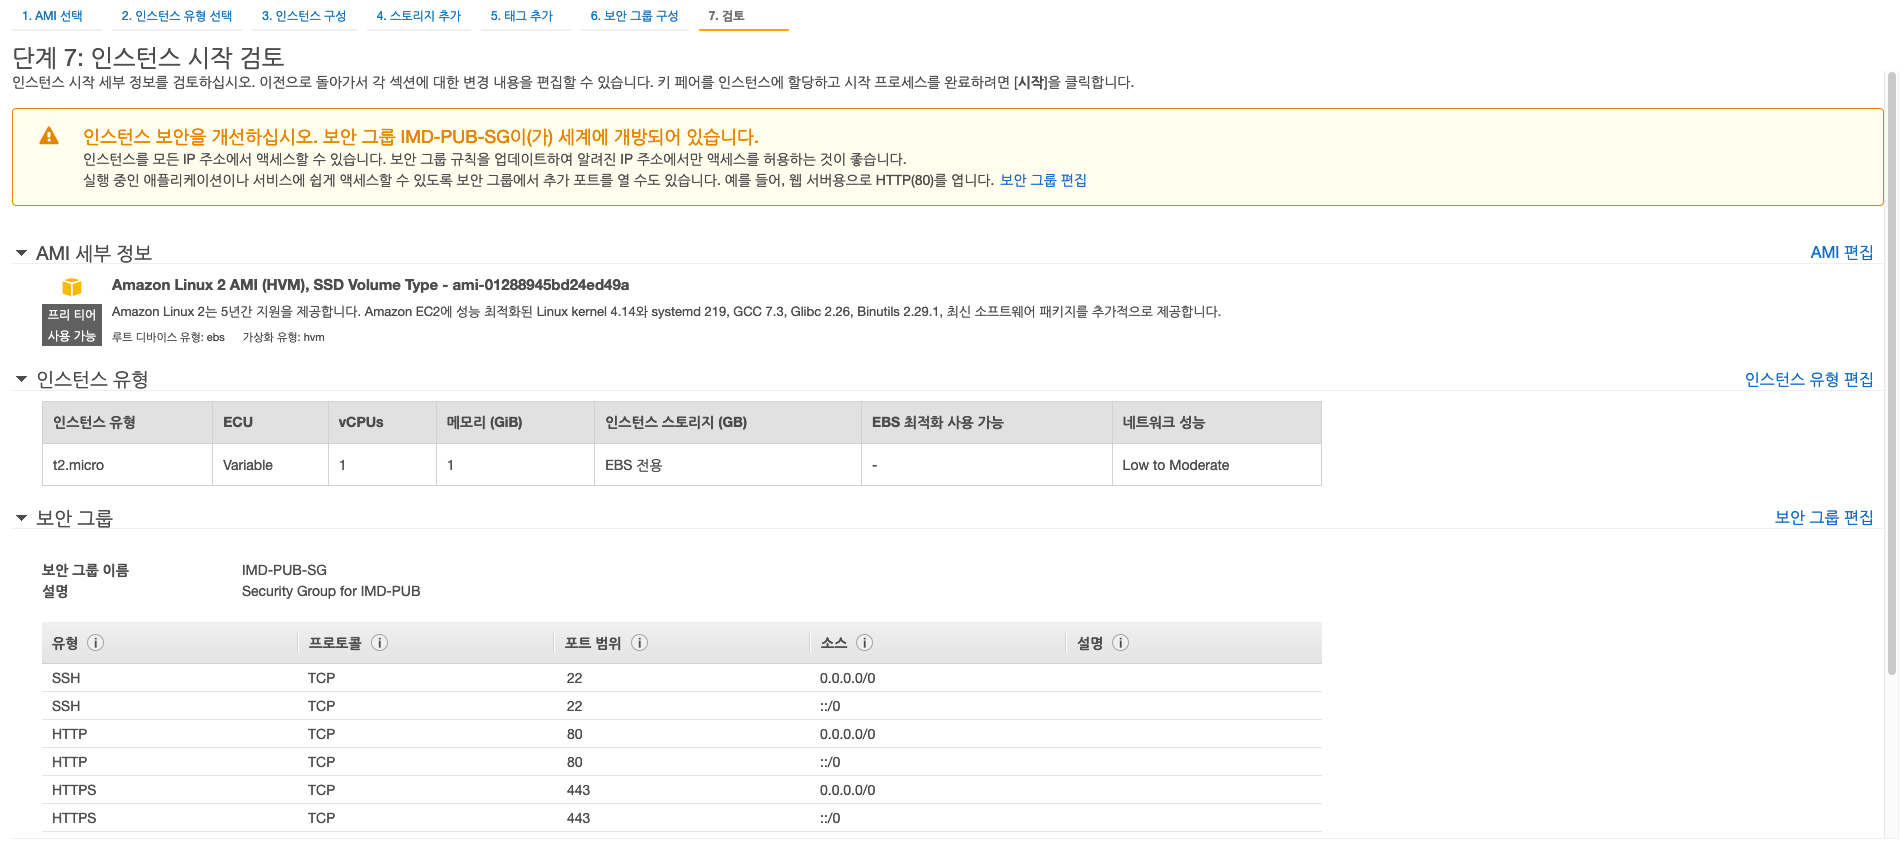 1. AMI 선택 2. 인스턴스 유형 선택 3. 인스턴스 구성 4. 스토리지 추가 5. 태그 추가 6. 보안 그룹 구성 7. 검토
단계 7: 인스턴스 시작 검토
인스턴스 시작 세부 정보를 검토하십시오. 이전으로 돌아가서 각 섹션에 대한 변경 내용을 편집할 수 있습니다. 키 페어를 인스턴스에 할당하고 시작 프로세스를 완료하려면 [시작]을 클릭합니다.
인스턴스 보안을 개선하십시오. 보안 그룹 IMD-PUB-SG이(가) 세계에 개방되어 있습니다.
인스턴스를 모든 IP 주소에서 액세스할 수 있습니다. 보안 그룹 규칙을 업데이트하여 알려진 IP 주소에서만 액세스를 허용하는 것이 좋습니다.
실행 중인 애플리케이션이나 서비스에 쉽게 액세스할 수 있도록 보안 그룹에서 추가 포트를 열 수도 있습니다. 예를 들어, 웹 서버용으로 HTTP(80)를 엽니다. 보안 그룹 편집
AMI 세부 정보 AMI 편집
Amazon Linux 2 AMI (HVM), SSD Volume Type - ami-01288945bd24ed49a
프리 티어 사용 가능
Amazon Linux 2는 5년간 지원을 제공합니다. Amazon EC2에 성능 최적화된 Linux kernel 4.14와 systemd 219, GCC 7.3, Glibc 2.26, Binutils 2.29.1, 최신 소프트웨어 패키지를 추가적으로 제공합니다.
루트 디바이스 유형: ebs 가상화 유형: hvm
인스턴스 유형 인스턴스 유형 편집
인스턴스 유형 ECU vCPUs 메모리 (GiB) 인스턴스 스토리지 (GB) EBS 최적화 사용 가능 네트워크 성능
t2.micro Variable 1 1 EBS 전용 - Low to Moderate
보안 그룹 보안 그룹 편집
보안 그룹 이름 IMD-PUB-SG
설명 Security Group for IMD-PUB
유형 프로토콜 포트 범위 소스 설명
SSH TCP 22 0.0.0.0/0
SSH TCP 22 ::/0
HTTP TCP 80 0.0.0.0/0
HTTP TCP 80 ::/0
HTTPS TCP 443 0.0.0.0/0
HTTPS TCP 443 ::/0